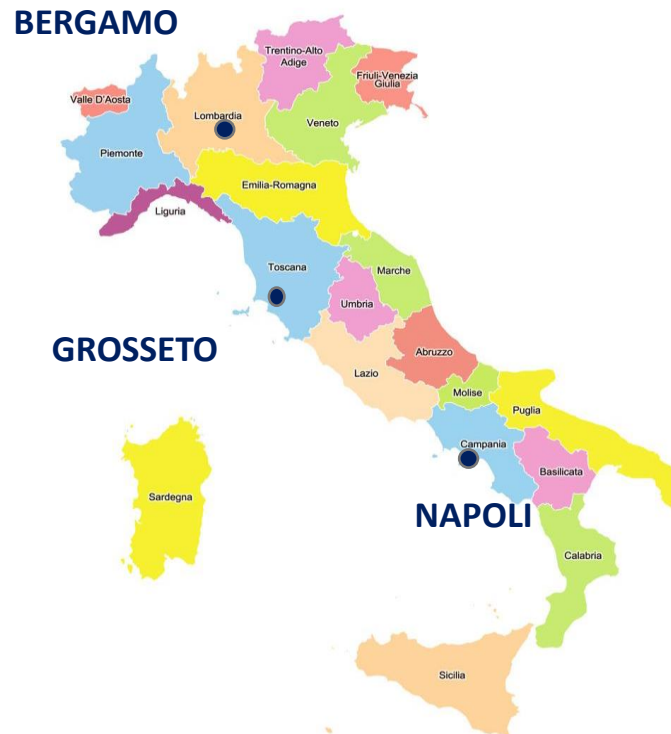 BERGAMO
Trentino-Alto
Adige
Friuli-Venezia
Giulia
Valle D'Aosta
Lombardia
Veneto
Piemonte
Emilia-Romagna
Liguria
Toscana
Marche
Umbria
GROSSETO
Abruzzo
Lazio
Molise
Puglia
Campania
Basilicata
Sardegna
NAPOLI
Calabria
Sicilia